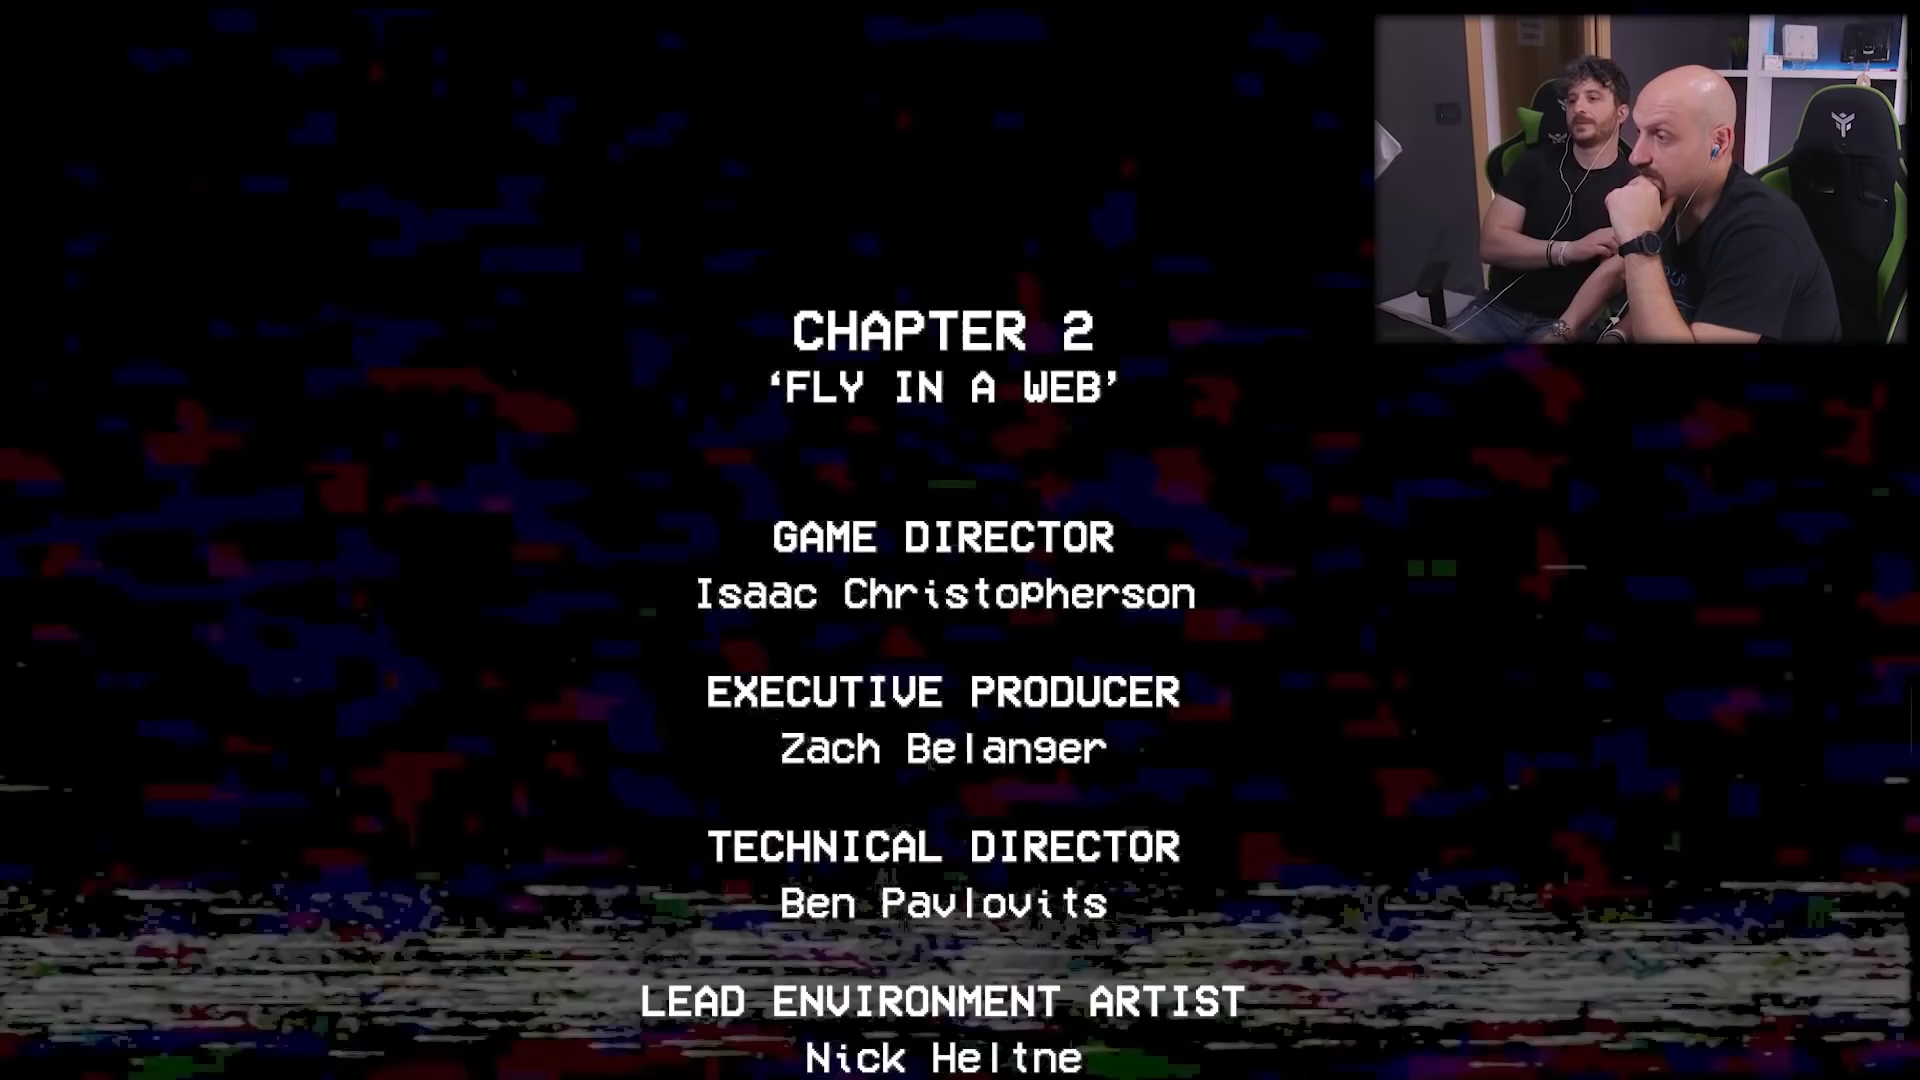 CHAPTER 2
‘FLY IN A WEB’
GAME DIRECTOR
Isaac Christopherson
EXECUTIVE PRODUCER
Zach Belanger
TECHNICAL DIRECTOR
Ben Pavlovits
LEAD ENVIRONMENT ARTIST
Nick Heltne